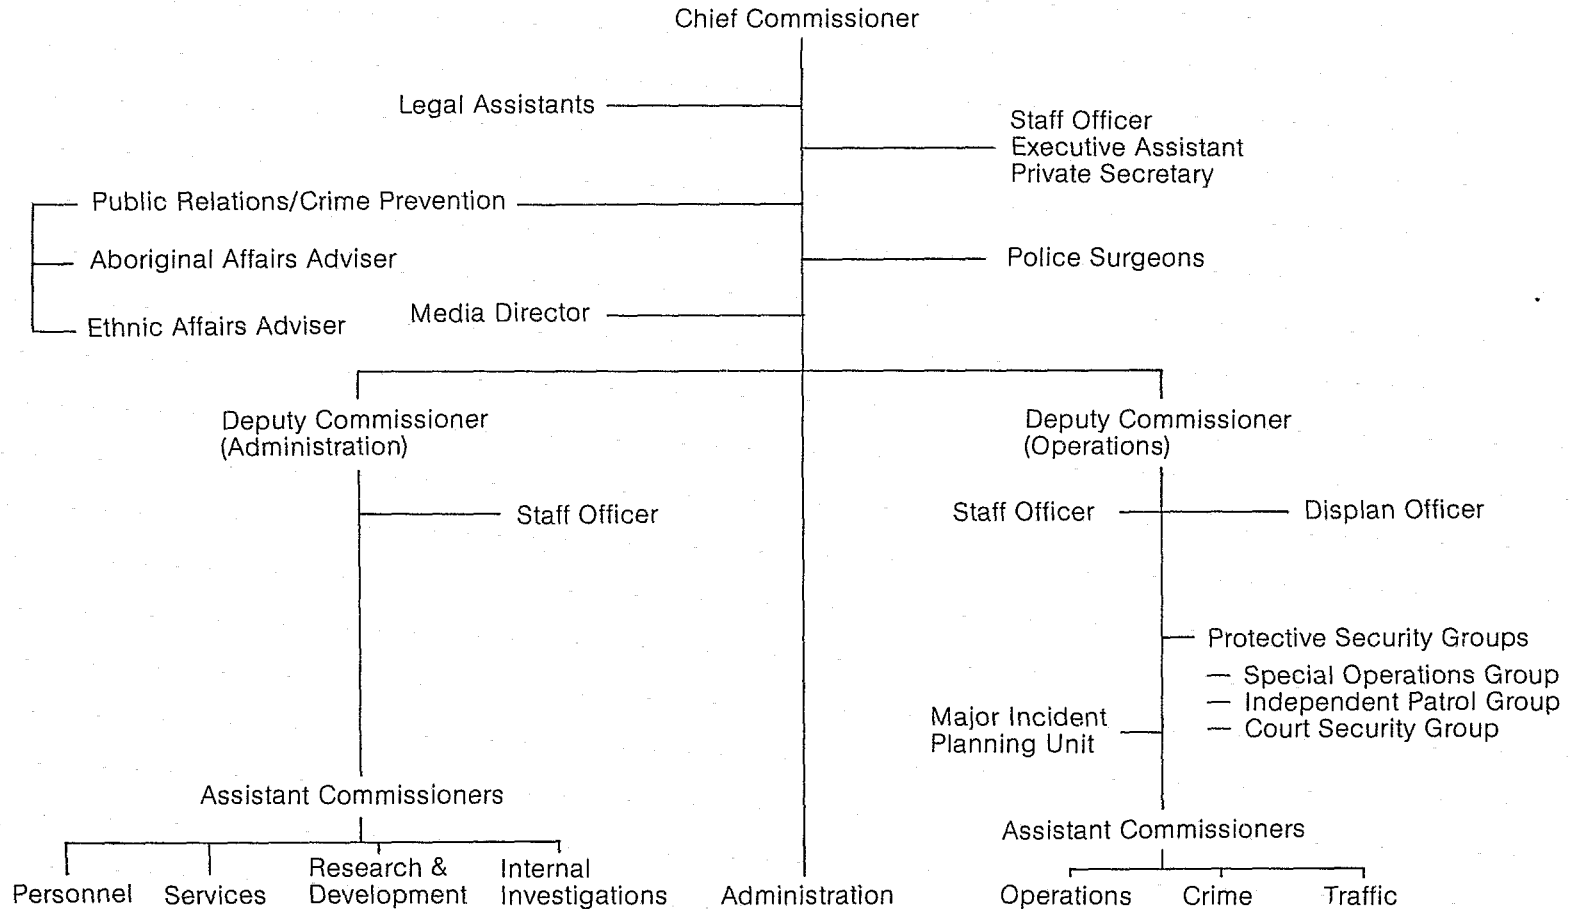 Chief Commissioner
Legal Assistants
Staff Officer
Executive Assistant
Private Secretary
Public Relations/Crime Prevention
Aboriginal Affairs Adviser
Police Surgeons
Media Director
Ethnic Affairs Adviser
Deputy Commissioner
(Administration)
Deputy Commissioner
(Operations)
Staff Officer
Staff Officer
Displan Officer
Protective Security Groups
— Special Operations Group
— Independent Patrol Group
— Court Security Group
Major Incident
Planning Unit
Assistant Commissioners
Assistant Commissioners
Personnel
Services
Research &
Development
Internal
Investigations
Administration
Operations
Crime
Traffic